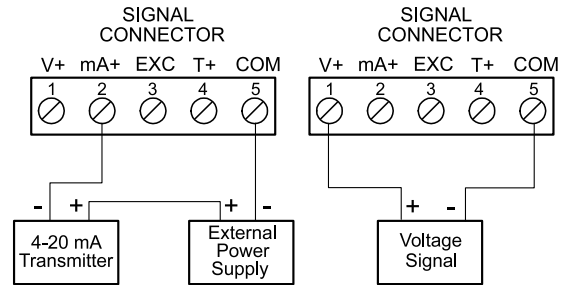 SIGNAL
CONNECTOR
V+ mA+ EXC T+ COM
1 2 3 4 5
- + + -
4-20 mA
Transmitter
External
Power
Supply
SIGNAL
CONNECTOR
V+ mA+ EXC T+ COM
1 2 3 4 5
+ -
Voltage
Signal